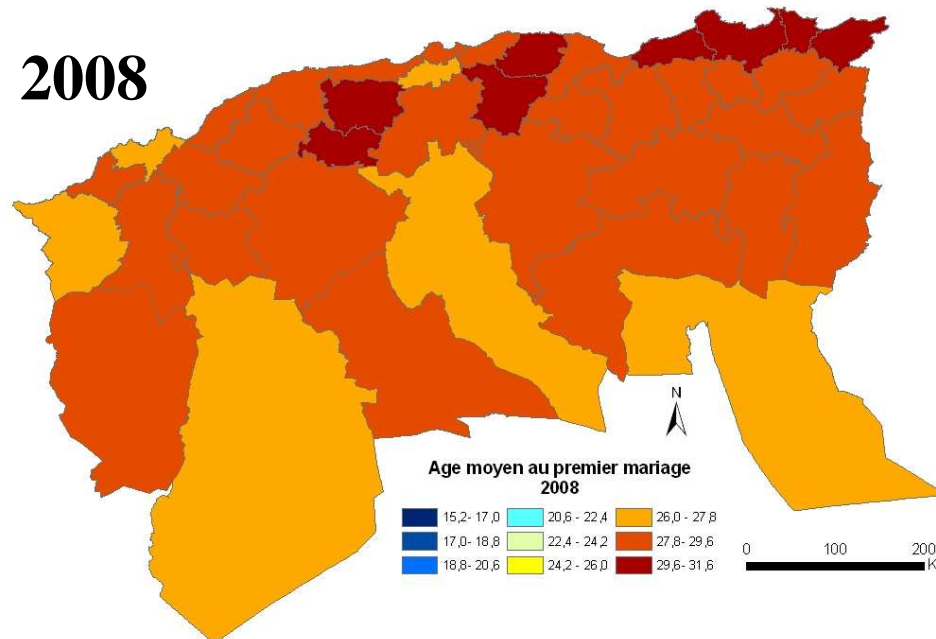 2008
N
Age moyen au premier mariage
2008
15,2- 17,0 20,6 - 22,4 26,0 - 27,8
17,0 - 18,8 22,4 - 24,2 27,8- 29,6
18,8- 20,6 24,2 - 26,0 29,6- 31,6
0 100 200
K